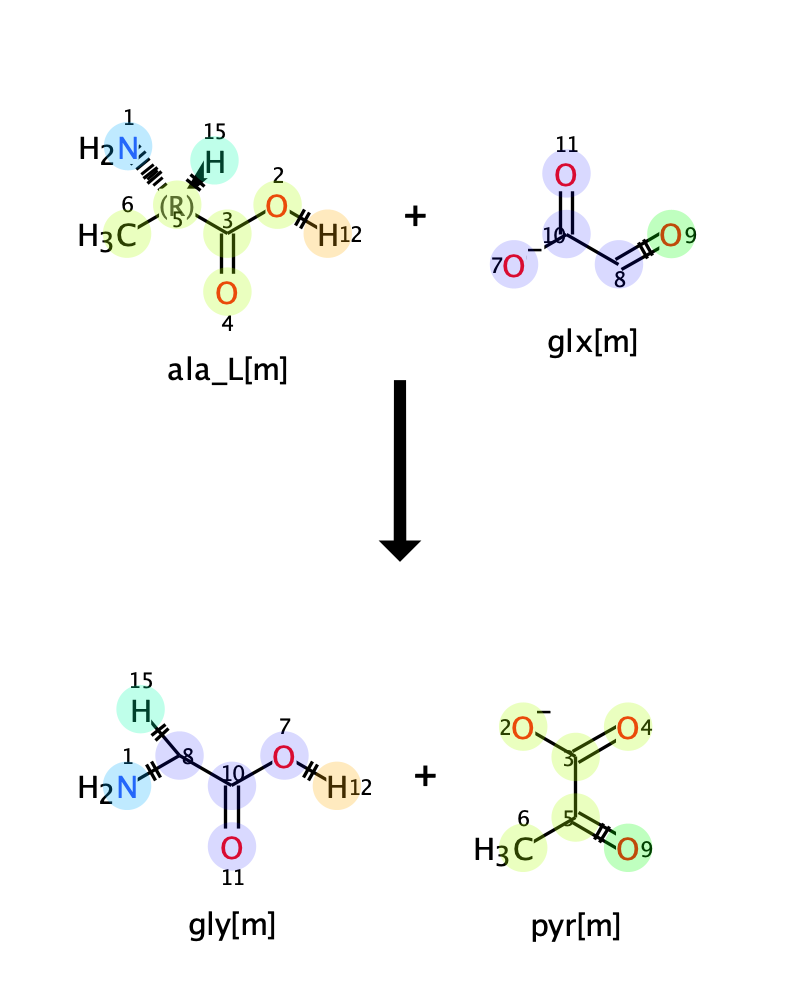 1
15
H₂N
H
2
6
(R)
O
5
3
H₃C
H12
O
4
ala_L[m]
+
11
O
10
7O⁻
O9
8
glx[m]
15
H
7
1
8
O
H₂N
10
H12
O
11
gly[m]
+
2O⁻
O4
3
6
5
H₃C
O9
pyr[m]